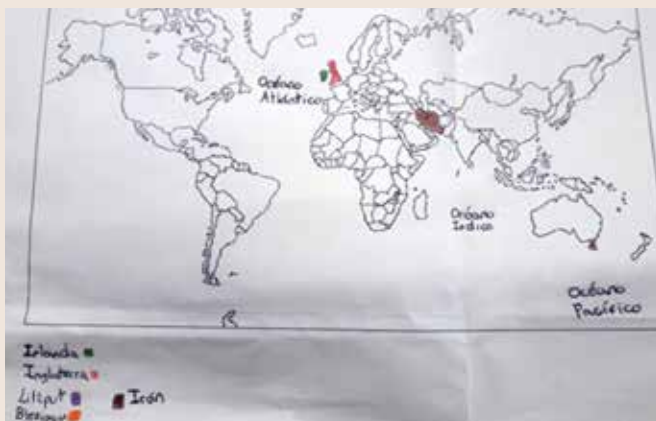 Océano
Atlántico
Océano
Índico
Océano
Pacífico
Irlanda
Inglaterra
Liliput
Irán